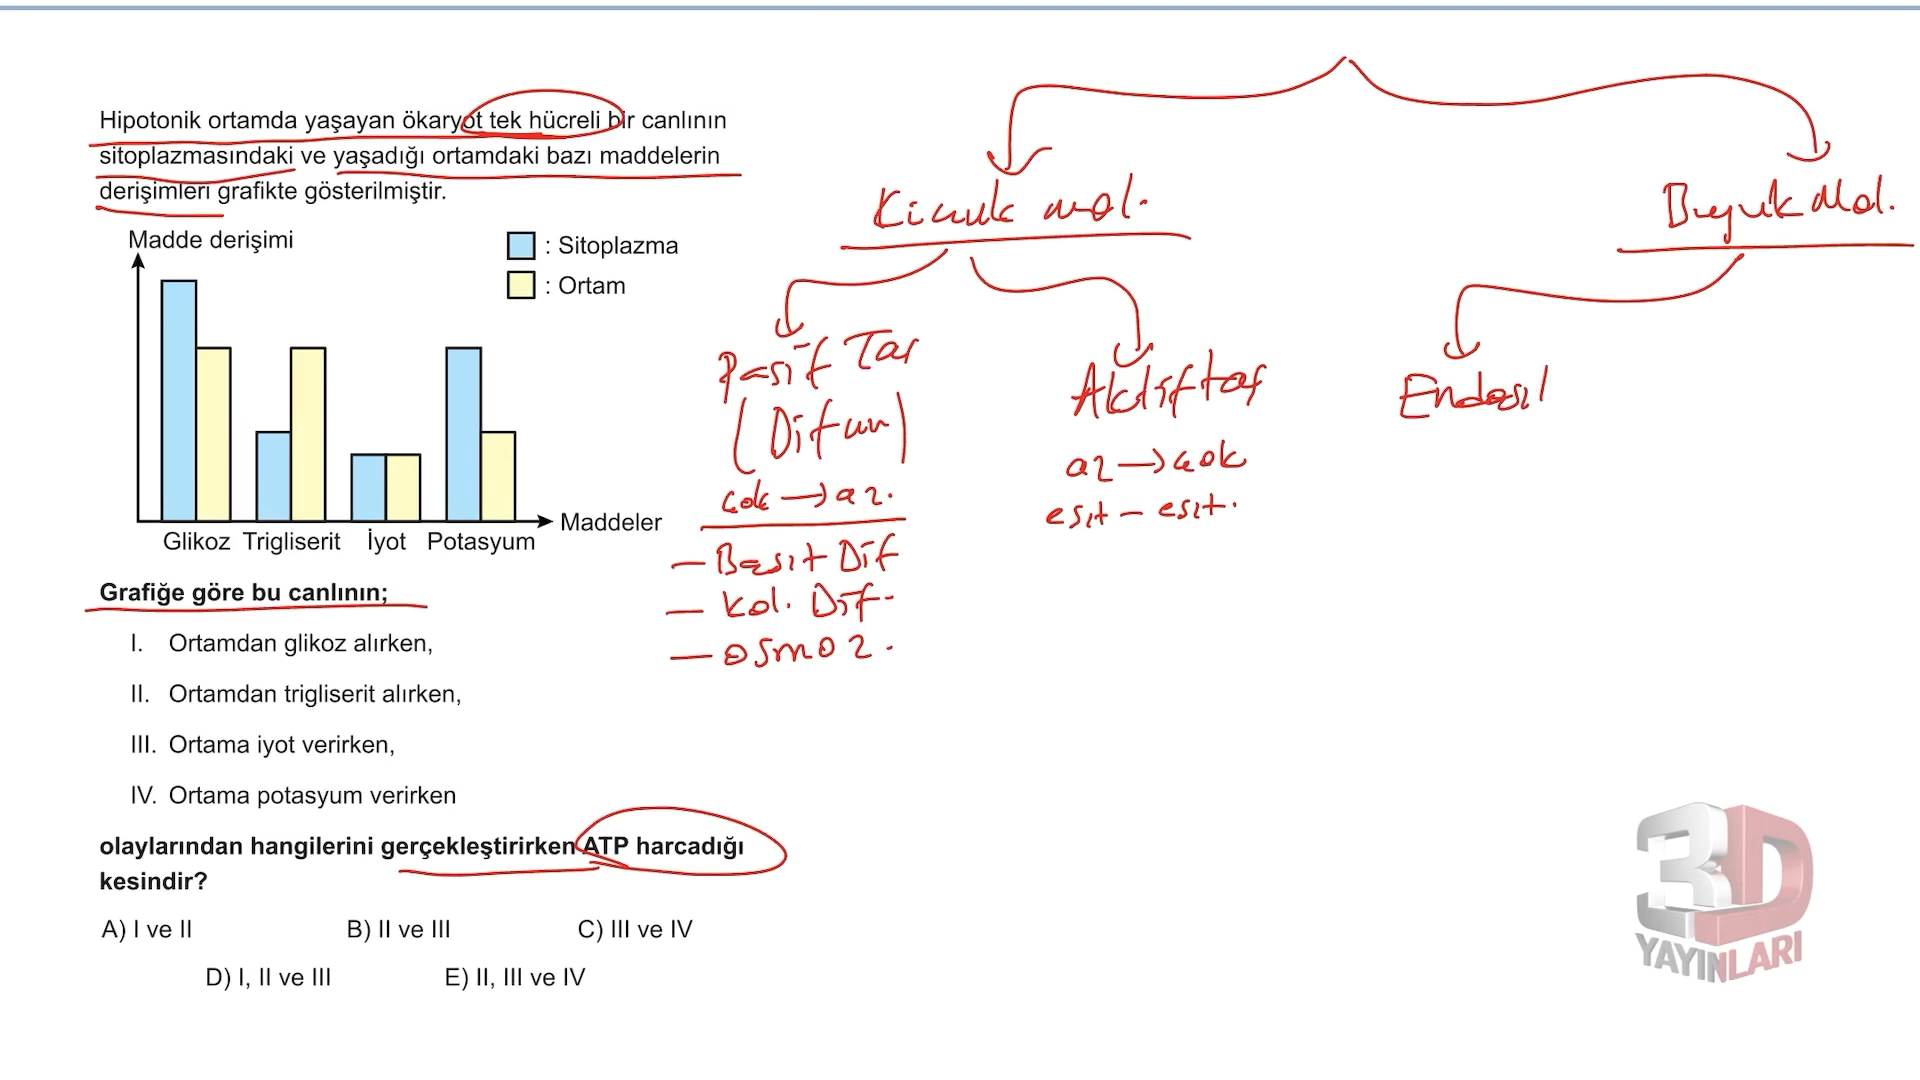 Hipotonik ortamda yaşayan ökaryot tek hücreli bir canlının
sitoplazmasındaki ve yaşadığı ortamdaki bazı maddelerin
derişimleri grafikte gösterilmiştir.
Madde derişimi
: Sitoplazma
: Ortam
Maddeler
Glikoz Trigliserit İyot Potasyum
Grafiğe göre bu canlının;
I. Ortamdan glikoz alırken,
II. Ortamdan trigliserit alırken,
III. Ortama iyot verirken,
IV. Ortama potasyum verirken
olaylarından hangilerini gerçekleştirirken ATP harcadığı
kesindir?
A) I ve II B) II ve III C) III ve IV
D) I, II ve III E) II, III ve IV
Küçük mol.
Büyük Mol.
Pasif Taş
(Difüz)
çok → az.
- Basit Dif
- Kol. Dif.
- Osmoz.
Aktif taş
az → çok
eşit - eşit.
3D
YAYINLARI